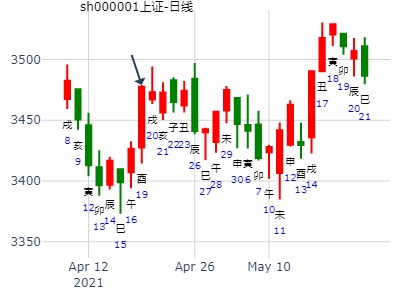 sh000001上证-日线
3500
3450
3400
3350
戌
8
亥
9
寅
12
卯
13
辰
14
巳
15
午
16
酉
19
戌
20
亥
21
子
22
丑
23
辰
26
巳
27
午
28
未
29
申
30
寅
6
卯
7
午
10
未
11
申
12
酉
13
戌
14
丑
17
寅
18
卯
19
辰
20
巳
21
Apr 12
2021
Apr 26
May 10